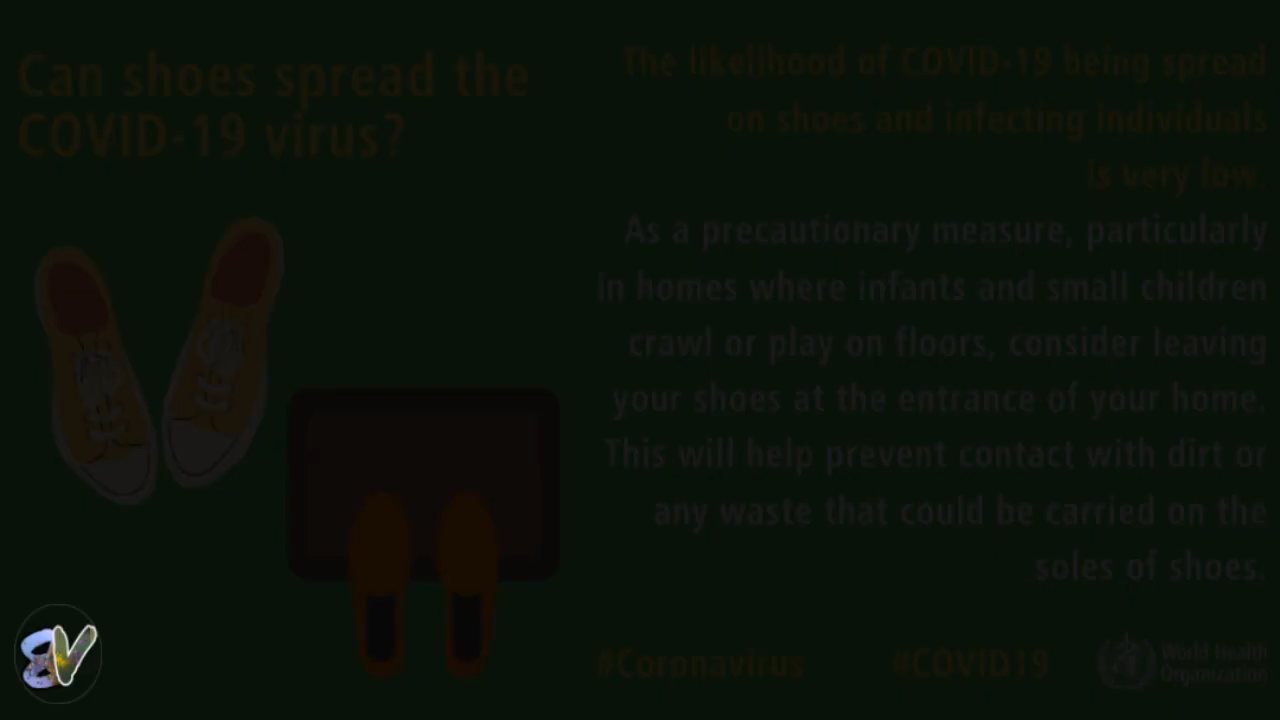 Can shoes spread the
COVID-19 virus?
The likelihood of COVID-19 being spread
on shoes and infecting individuals
is very low.
As a precautionary measure, particularly
in homes where infants and small children
crawl or play on floors, consider leaving
your shoes at the entrance of your home.
This will help prevent contact with dirt or
any waste that could be carried on the
soles of shoes.
#Coronavirus #COVID19
World Health
Organization
BV